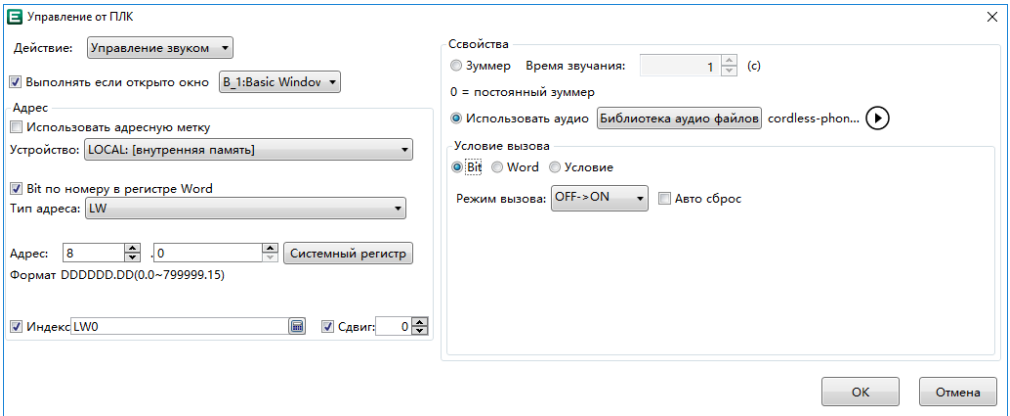 Управление от ПЛК
Действие: Управление звуком
Выполнять если открыто окно B_1:Basic Windov
Адрес
Использовать адресную метку
Устройство: LOCAL: [внутренняя память]
Bit по номеру в регистре Word
Тип адреса: LW
Адрес: 8 .0 Системный регистр
Формат DDDDDD.DD(0.0~799999.15)
Индекс LW0 Сдвиг: 0
Ссвойства
Зуммер Время звучания: 1 (с)
0 = постоянный зуммер
Использовать аудио Библиотека аудио файлов cordless-phon...
Условие вызова
Bit Word Условие
Режим вызова: OFF->ON Авто сброс
OK Отмена